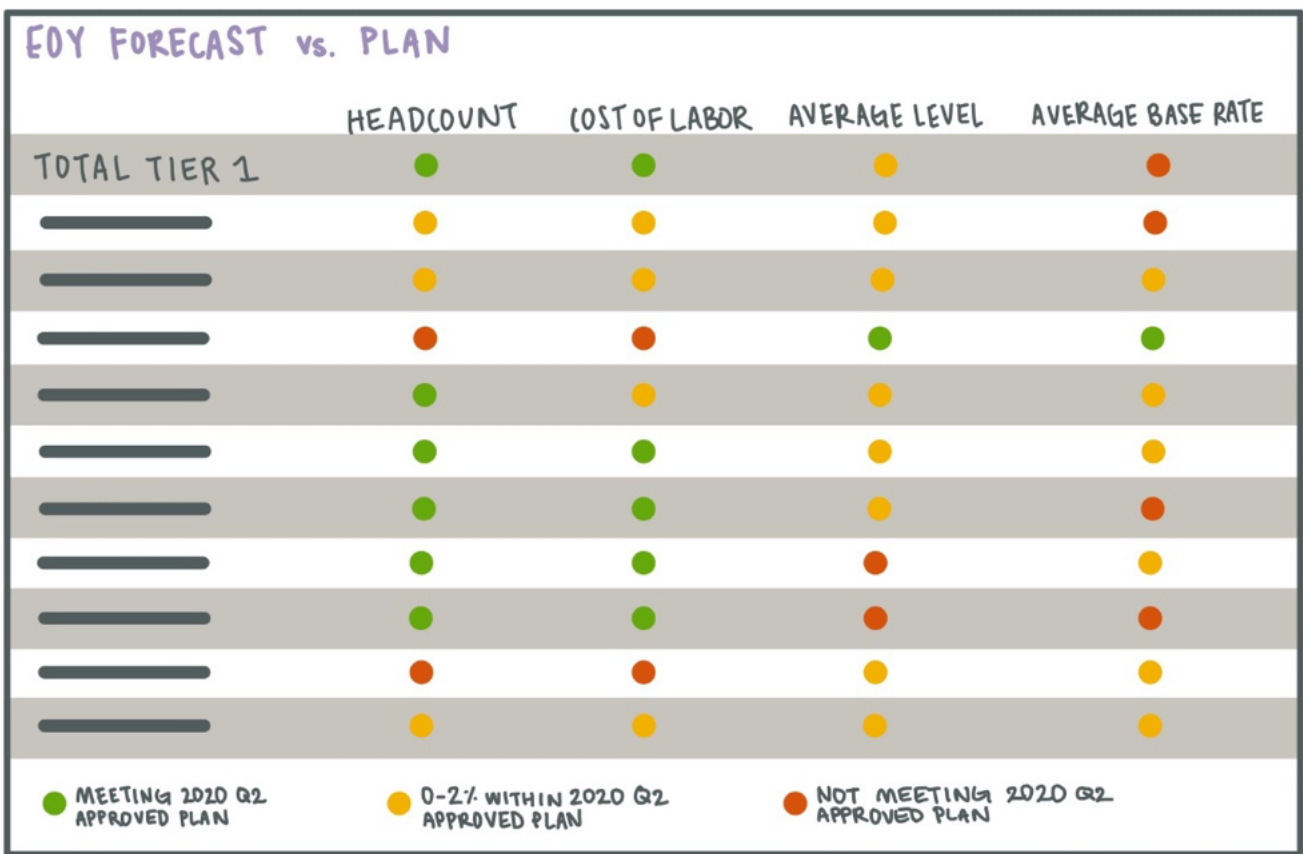 EOY FORECAST vs. PLAN
HEADCOUNT COST OF LABOR AVERAGE LEVEL AVERAGE BASE RATE
TOTAL TIER 1
MEETING 2020 Q2
APPROVED PLAN
0-2% WITHIN 2020 Q2
APPROVED PLAN
NOT MEETING 2020 Q2
APPROVED PLAN